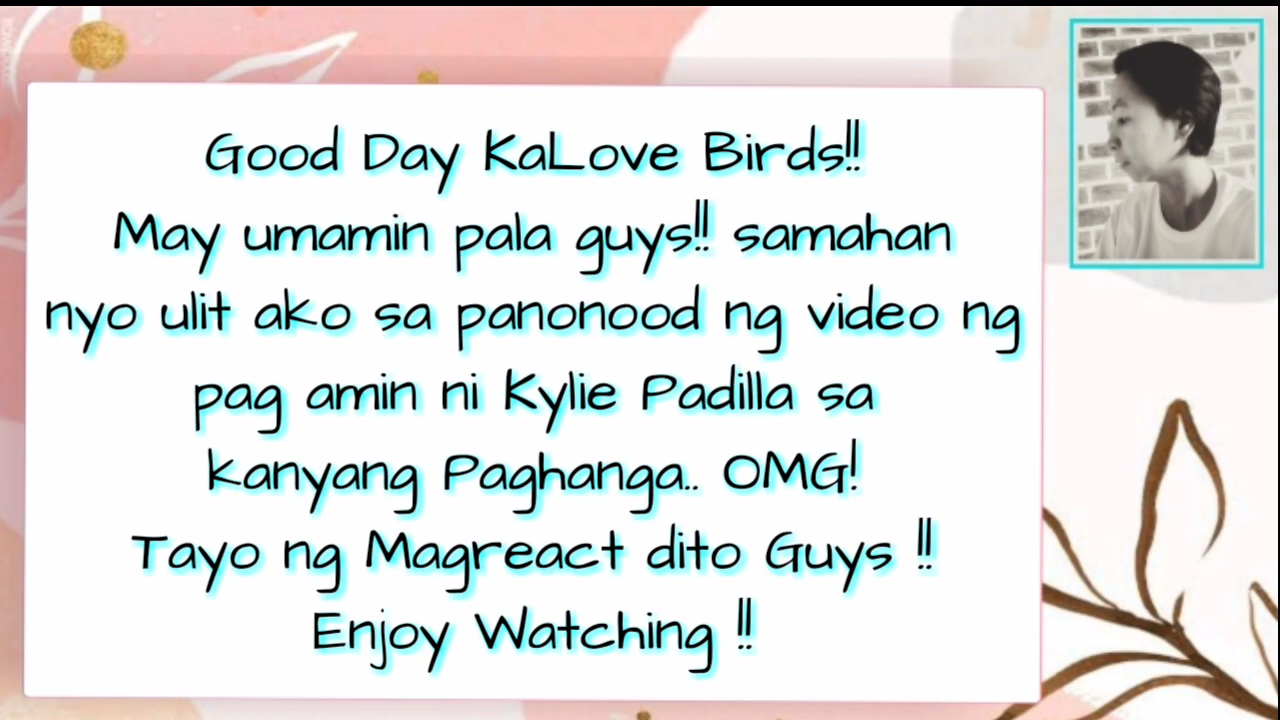 Good Day KaLove Birds!!
May umamin pala guys!! samahan
nyo ulit ako sa panonood ng video ng
pag amin ni Kylie Padilla sa
kanyang Paghanga.. OMG!
Tayo ng Magreact dito Guys !!
Enjoy Watching !!